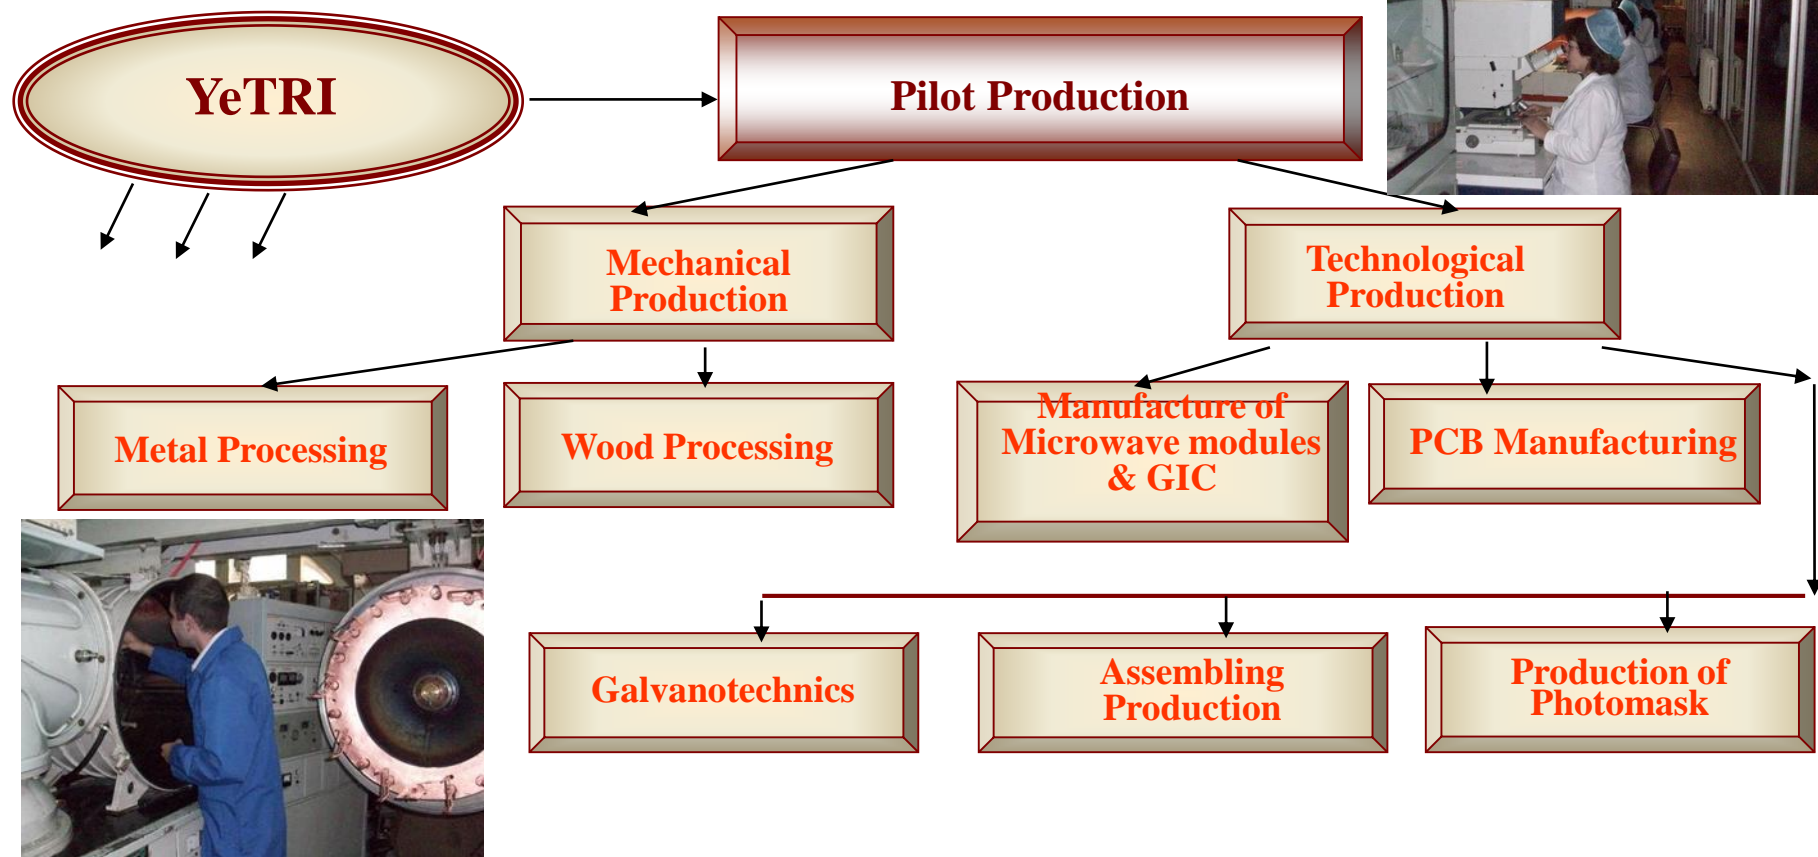 YeTRI
Pilot Production
Mechanical
Production
Technological
Production
Metal Processing
Wood Processing
Manufacture of
Microwave modules
& GIC
PCB Manufacturing
Galvanotechnics
Assembling
Production
Production of
Photomask